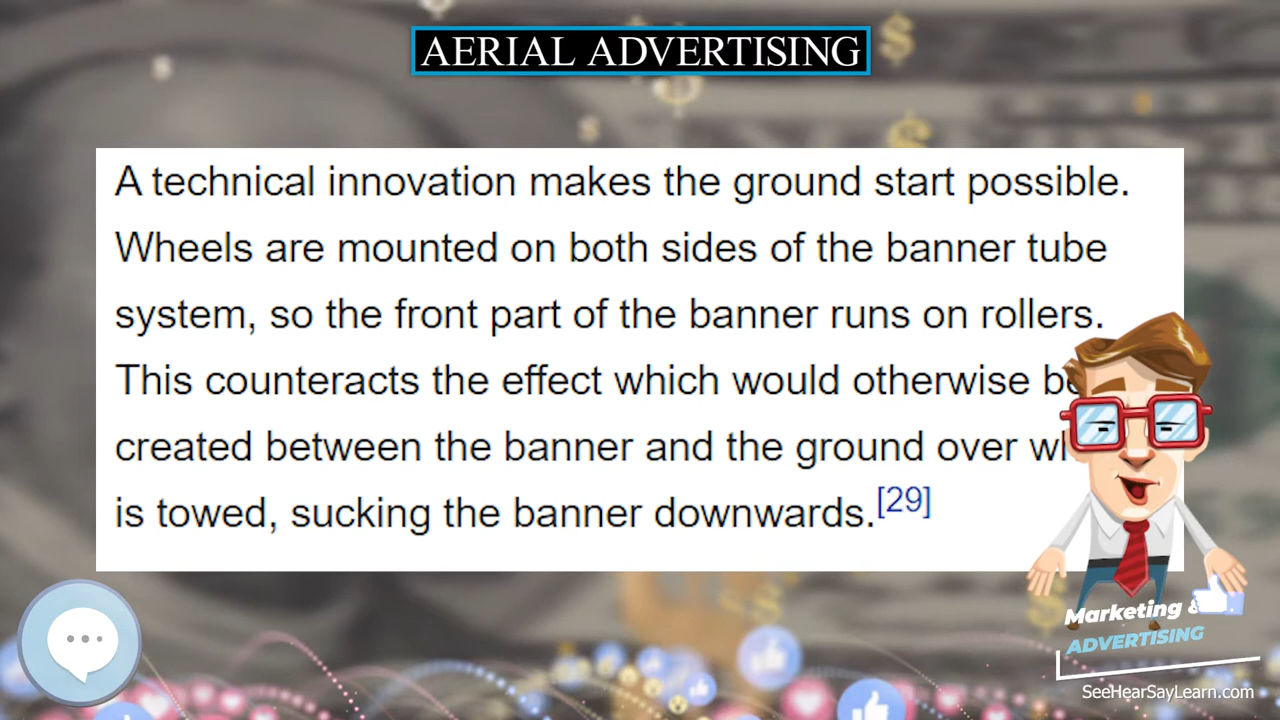 AERIAL ADVERTISING
A technical innovation makes the ground start possible.
Wheels are mounted on both sides of the banner tube
system, so the front part of the banner runs on rollers.
This counteracts the effect which would otherwise
created between the banner and the ground over
is towed, sucking the banner downwards.[29]
Marketing &
ADVERTISING
SeeHearSayLearn.com